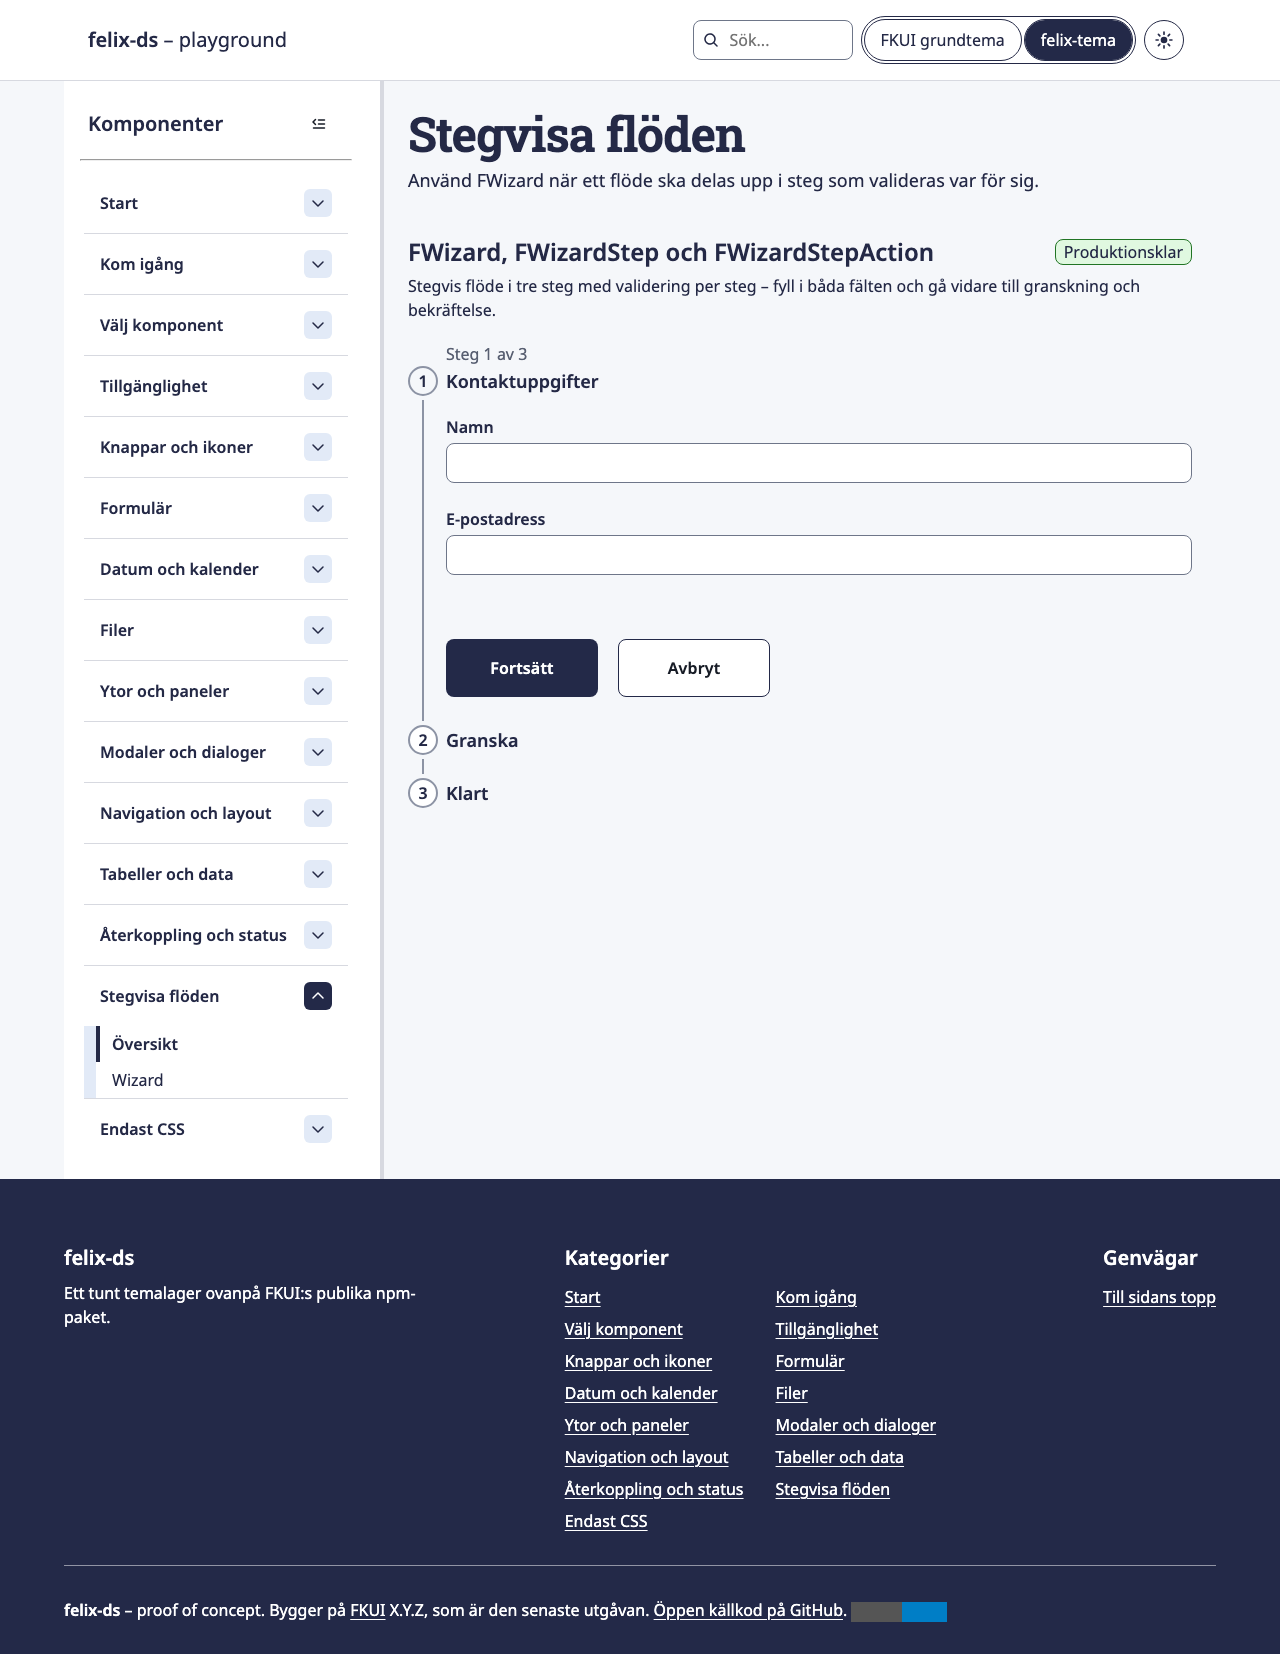 felix-ds – playground
Sök...
FKUI grundtema
felix-tema
Komponenter
Start
Kom igång
Välj komponent
Tillgänglighet
Knappar och ikoner
Formulär
Datum och kalender
Filer
Ytor och paneler
Modaler och dialoger
Navigation och layout
Tabeller och data
Återkoppling och status
Stegvisa flöden
Översikt
Wizard
Endast CSS
Stegvisa flöden
Använd FWizard när ett flöde ska delas upp i steg som valideras var för sig.
FWizard, FWizardStep och FWizardStepAction
Produktionsklar
Stegvis flöde i tre steg med validering per steg – fyll i båda fälten och gå vidare till granskning och
bekräftelse.
Steg 1 av 3
1 Kontaktuppgifter
Namn
E-postadress
Fortsätt
Avbryt
2 Granska
3 Klart
felix-ds
Ett tunt temalager ovanpå FKUI:s publika npm-
paket.
Kategorier
Start
Kom igång
Välj komponent
Tillgänglighet
Knappar och ikoner
Formulär
Datum och kalender
Filer
Ytor och paneler
Modaler och dialoger
Navigation och layout
Tabeller och data
Återkoppling och status
Stegvisa flöden
Endast CSS
Genvägar
Till sidans topp
felix-ds – proof of concept. Bygger på FKUI X.Y.Z, som är den senaste utgåvan. Öppen källkod på GitHub.